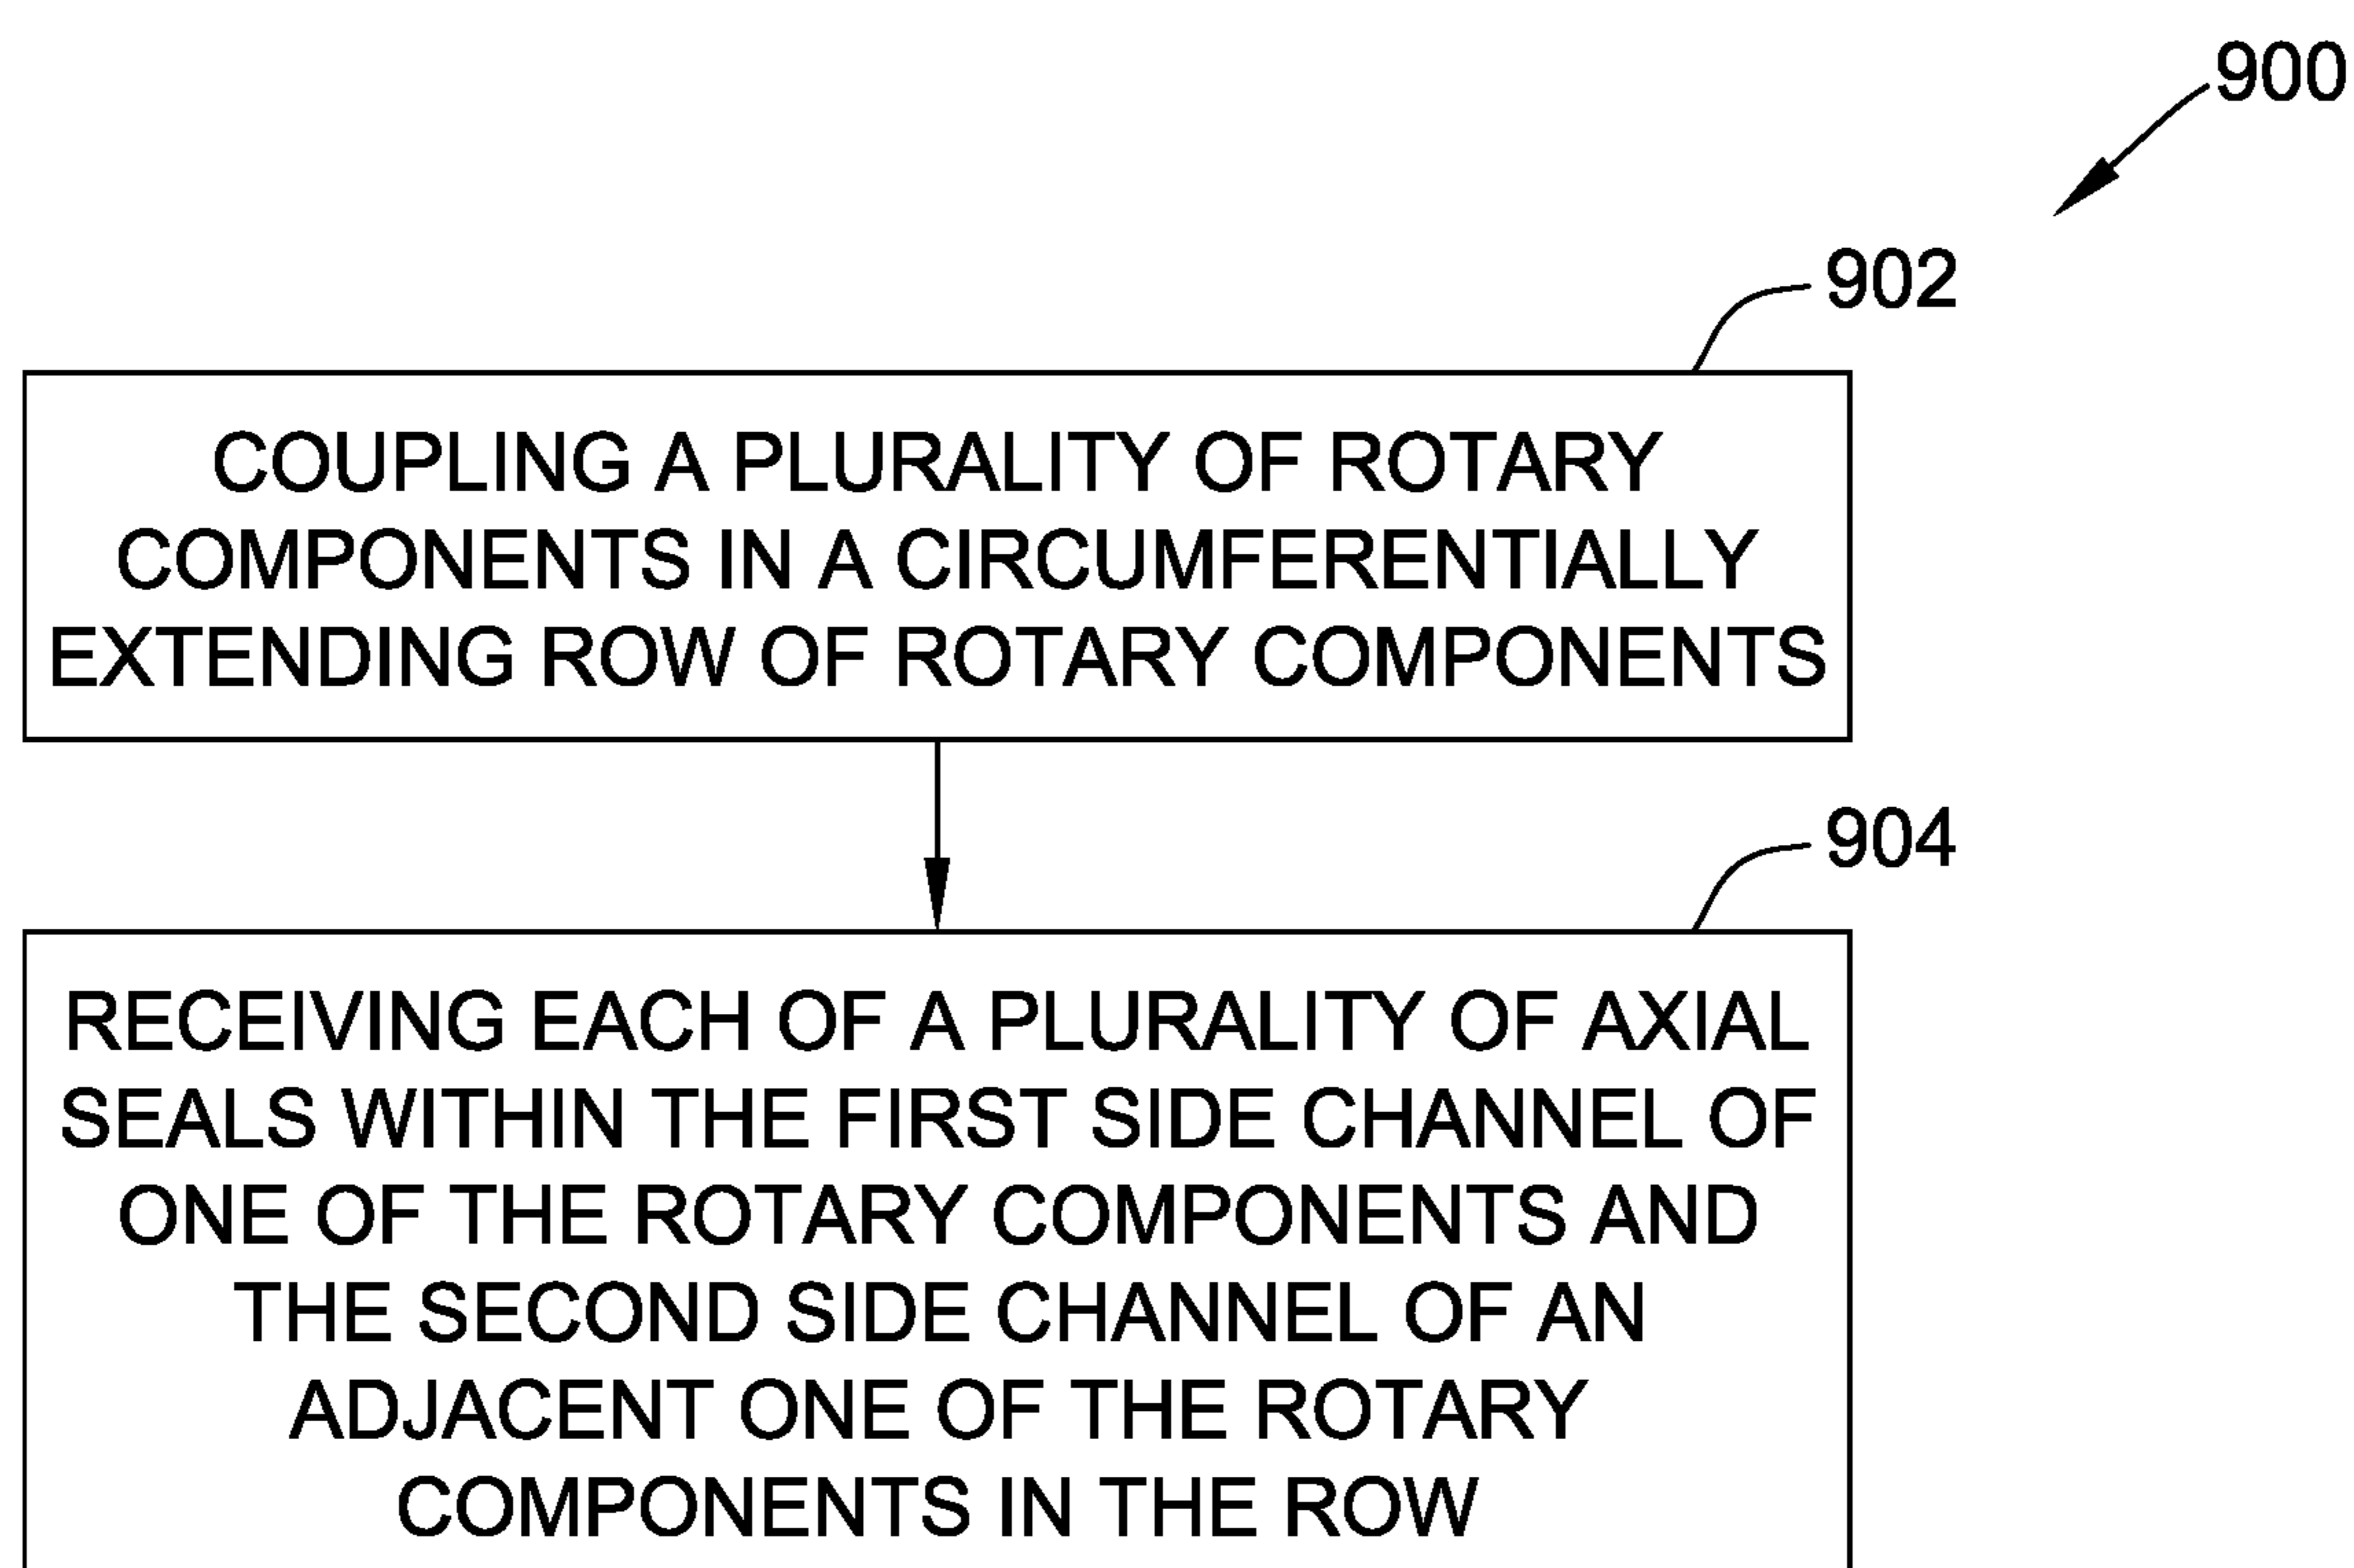 900
902
COUPLING A PLURALITY OF ROTARY
COMPONENTS IN A CIRCUMFERENTIALLY
EXTENDING ROW OF ROTARY COMPONENTS
904
RECEIVING EACH OF A PLURALITY OF AXIAL
SEALS WITHIN THE FIRST SIDE CHANNEL OF
ONE OF THE ROTARY COMPONENTS AND
THE SECOND SIDE CHANNEL OF AN
ADJACENT ONE OF THE ROTARY
COMPONENTS IN THE ROW